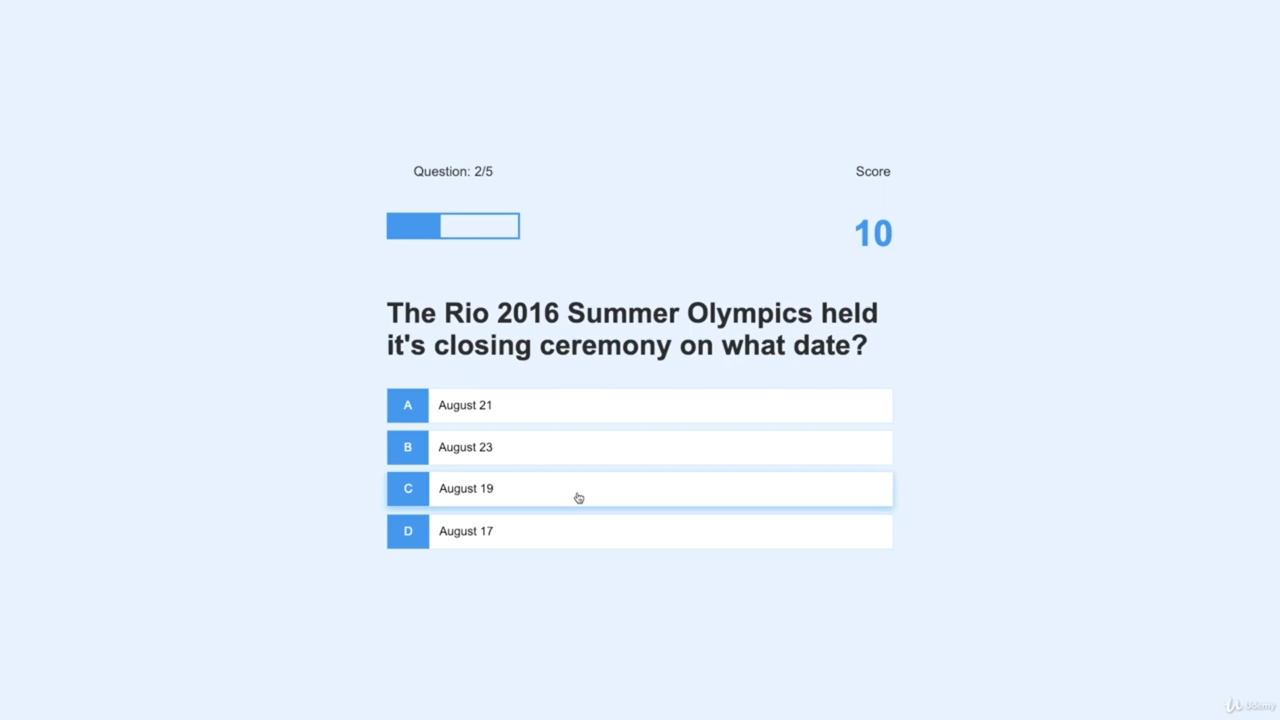 Question: 2/5
Score
10
The Rio 2016 Summer Olympics held
it's closing ceremony on what date?
A August 21
B August 23
C August 19
D August 17
Udemy